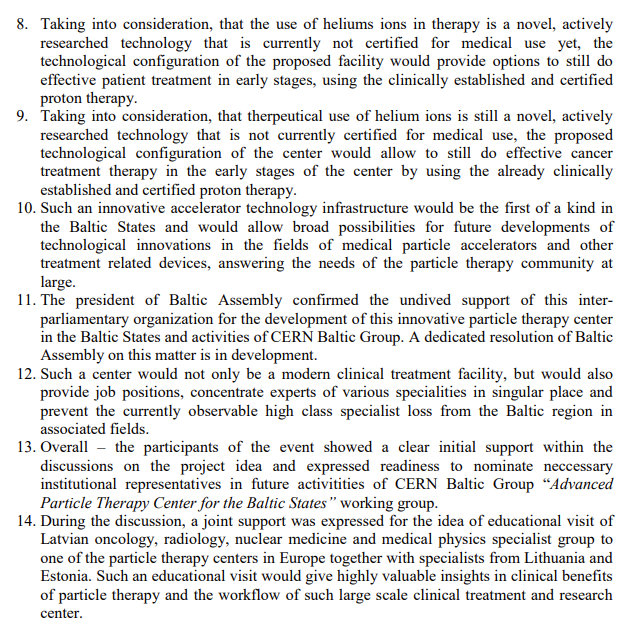 8. Taking into consideration, that the use of heliums ions in therapy is a novel, actively
researched technology that is currently not certified for medical use yet, the
technological configuration of the proposed facility would provide options to still do
effective patient treatment in early stages, using the clinically established and certified
proton therapy.
9. Taking into consideration, that therpeutical use of helium ions is still a novel, actively
researched technology that is not currently certified for medical use, the proposed
technological configuration of the center would allow to still do effective cancer
treatment therapy in the early stages of the center by using the already clinically
established and certified proton therapy.
10. Such an innovative accelerator technology infrastructure would be the first of a kind in
the Baltic States and would allow broad possibilities for future developments of
technological innovations in the fields of medical particle accelerators and other
treatment related devices, answering the needs of the particle therapy community at
large.
11. The president of Baltic Assembly confirmed the undived support of this inter-
parliamentary organization for the development of this innovative particle therapy center
in the Baltic States and activities of CERN Baltic Group. A dedicated resolution of Baltic
Assembly on this matter is in development.
12. Such a center would not only be a modern clinical treatment facility, but would also
provide job positions, concentrate experts of various specialities in singular place and
prevent the currently observable high class specialist loss from the Baltic region in
associated fields.
13. Overall – the participants of the event showed a clear initial support within the
discussions on the project idea and expressed readiness to nominate neccessary
institutional representatives in future activitities of CERN Baltic Group “Advanced
Particle Therapy Center for the Baltic States” working group.
14. During the discussion, a joint support was expressed for the idea of educational visit of
Latvian oncology, radiology, nuclear medicine and medical physics specialist group to
one of the particle therapy centers in Europe together with specialists from Lithuania and
Estonia. Such an educational visit would give highly valuable insights in clinical benefits
of particle therapy and the workflow of such large scale clinical treatment and research
center.